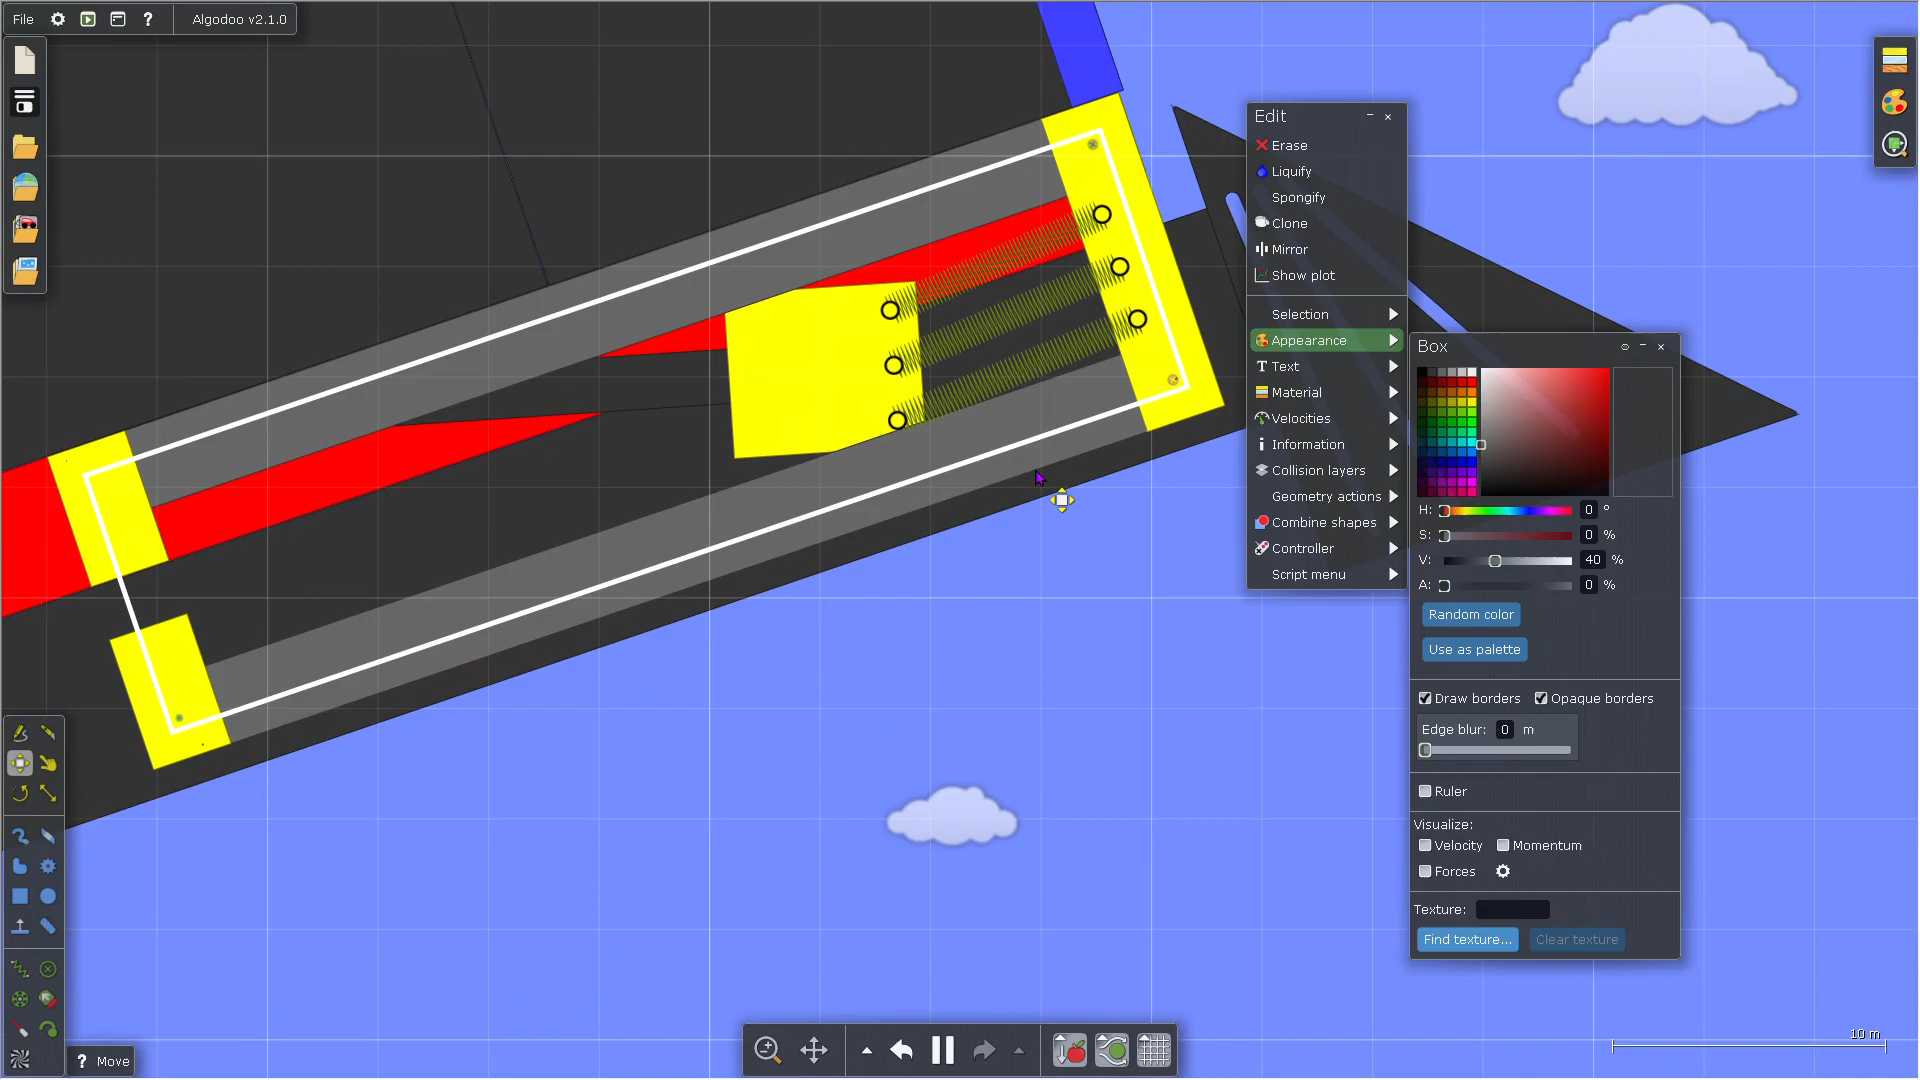 File ? Algodoo v2.1.0
Edit
Erase
Liquify
Spongify
Clone
Mirror
Show plot
Selection
Appearance
T Text
Material
Velocities
Information
Collision layers
Geometry actions
Combine shapes
Controller
Script menu
Box
H: 0 °
S: 0 %
V: 40 %
A: 0 %
Random color
Use as palette
Draw borders Opaque borders
Edge blur: 0 m
Ruler
Visualize:
Velocity Momentum
Forces
Texture:
Find texture... Clear texture
10 m
? Move